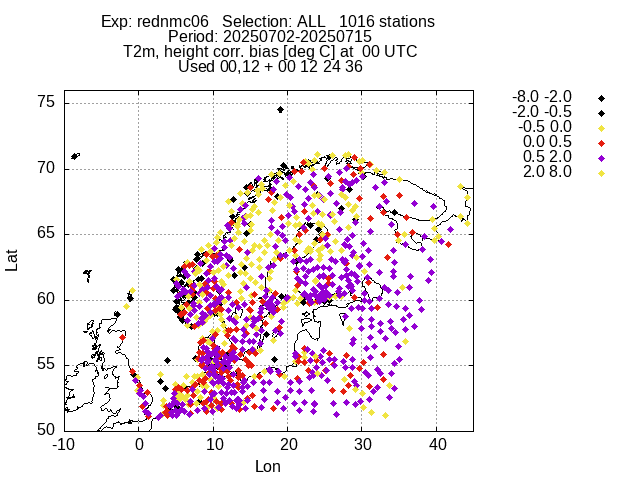 Exp: rednmc06   Selection: ALL   1016 stations
Period: 20250702-20250715
T2m, height corr. bias [deg C] at  00 UTC
Used 00,12 + 00 12 24 36
-8.0 -2.0
-2.0 -0.5
-0.5 0.0
0.0 0.5
0.5 2.0
2.0 8.0
75
70
65
60
55
50
Lat
-10 0 10 20 30 40
Lon